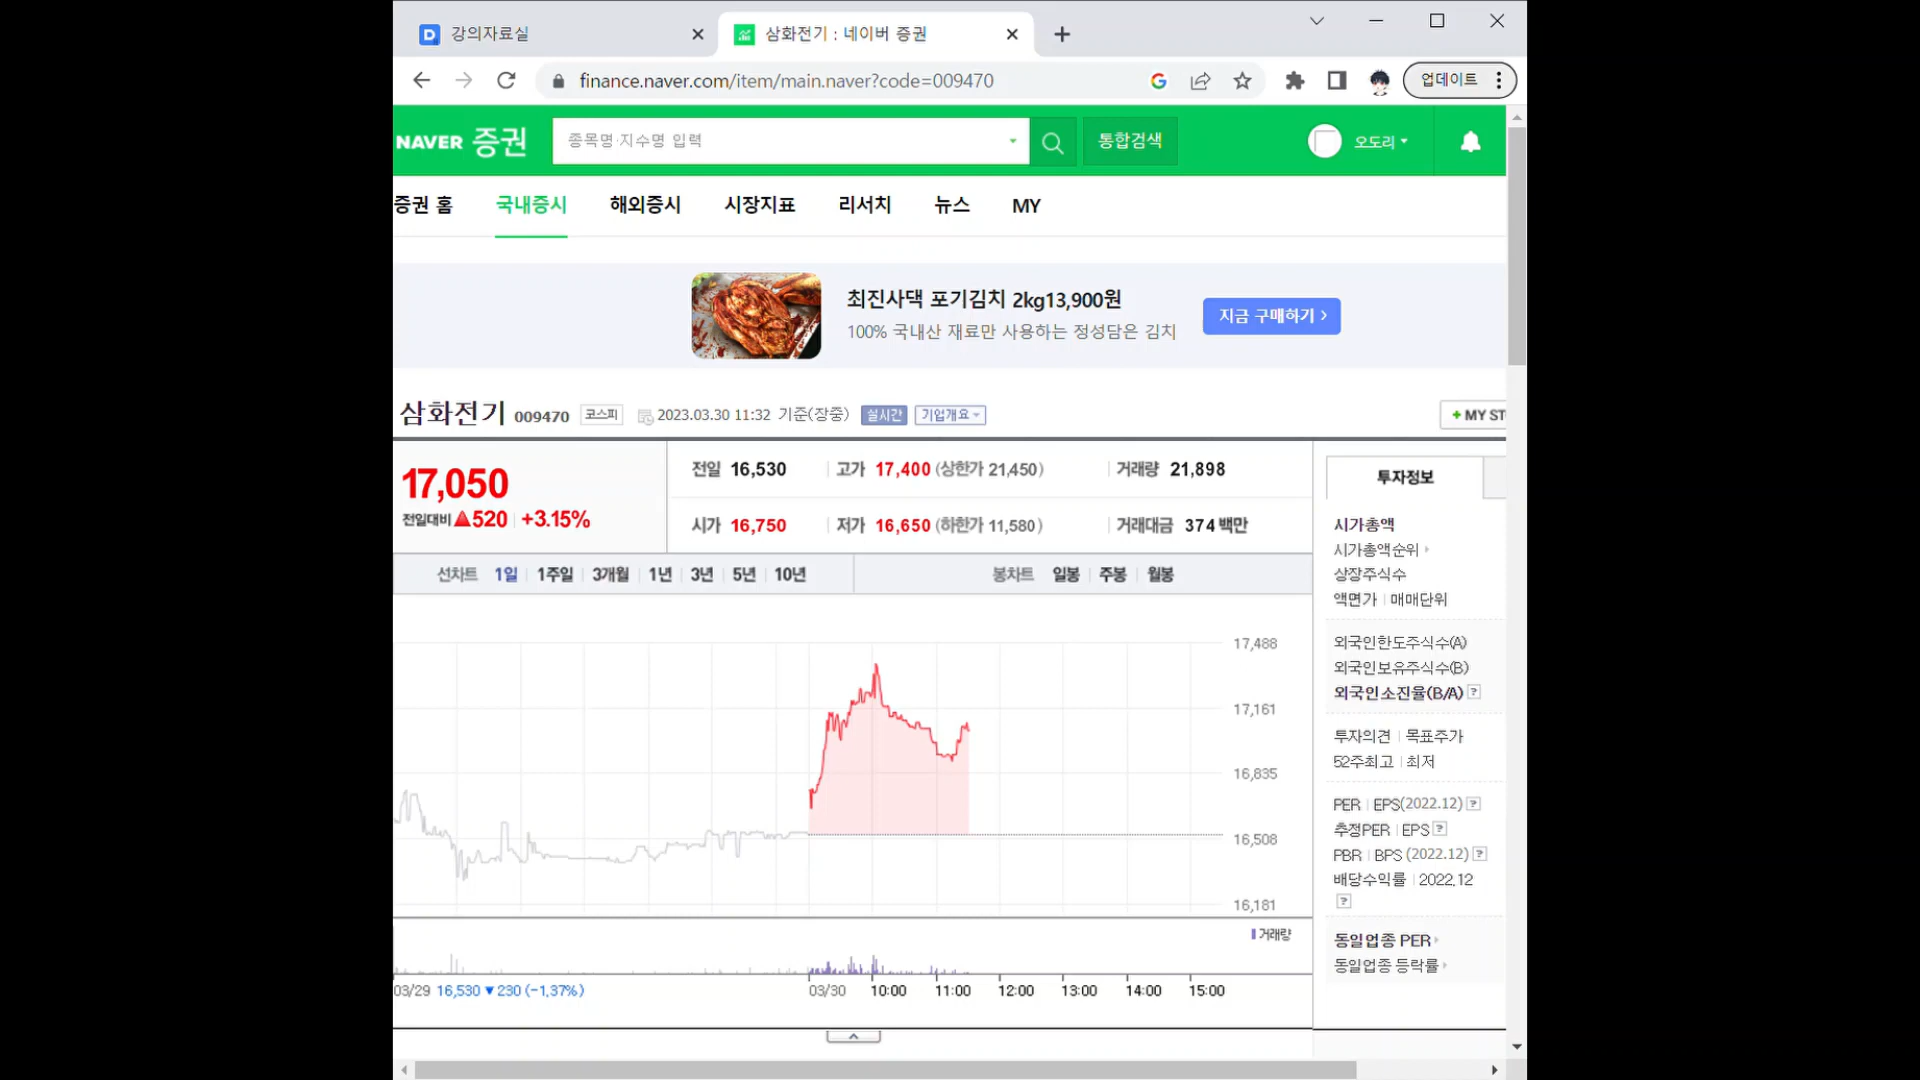 강의자료실
삼화전기 : 네이버 증권
finance.naver.com/item/main.naver?code=009470
업데이트
NAVER 증권
종목명·지수명 입력
통합검색
오도리
증권 홈 국내증시 해외증시 시장지표 리서치 뉴스 MY
최진사댁 포기김치 2kg13,900원
100% 국내산 재료만 사용하는 정성담은 김치
지금 구매하기 >
삼화전기 009470 코스피 2023.03.30 11:32 기준(장중) 실시간 기업개요
+ MY ST
17,050
전일대비 ▲520 +3.15%
전일 16,530 고가 17,400 (상한가 21,450) 거래량 21,898
시가 16,750 저가 16,650 (하한가 11,580) 거래대금 374 백만
선차트 1일 1주일 3개월 1년 3년 5년 10년
봉차트 일봉 주봉 월봉
17,488
17,161
16,835
16,508
16,181
거래량
03/29 16,530 ▼ 230 (-1,37%)
03/30 10:00 11:00 12:00 13:00 14:00 15:00
투자정보
시가총액
시가총액순위
상장주식수
액면가 매매단위
외국인한도주식수(A)
외국인보유주식수(B)
외국인소진율(B/A) ?
투자의견 목표주가
52주최고 최저
PER EPS(2022.12) ?
추정PER EPS ?
PBR BPS (2022.12) ?
배당수익률 2022.12
?
동일업종 PER
동일업종 등락률